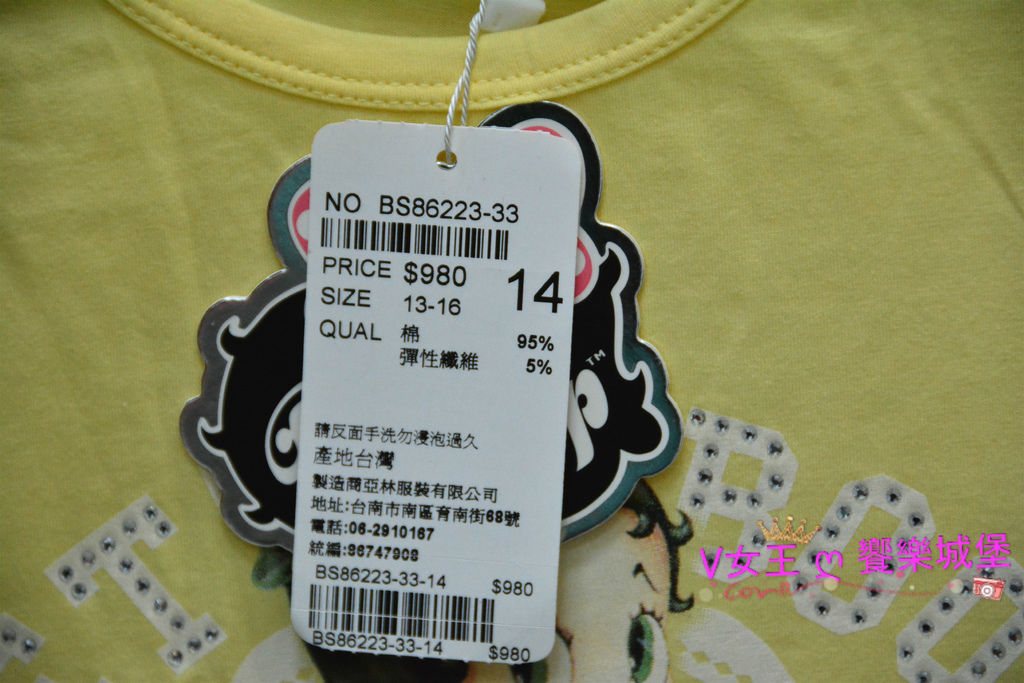 NO BS86223-33
PRICE $980
SIZE 13-16
14
QUAL 棉 95%
彈性纖維 5%
請反面手洗勿浸泡過久
產地台灣
製造商亞林服裝有限公司
地址:台南市南區育南街68號
電話:06-2910167
統編:86747908
BS86223-33-14 $980
BS86223-33-14 $980
TM
BOO
V女王 ღ 饗樂城堡